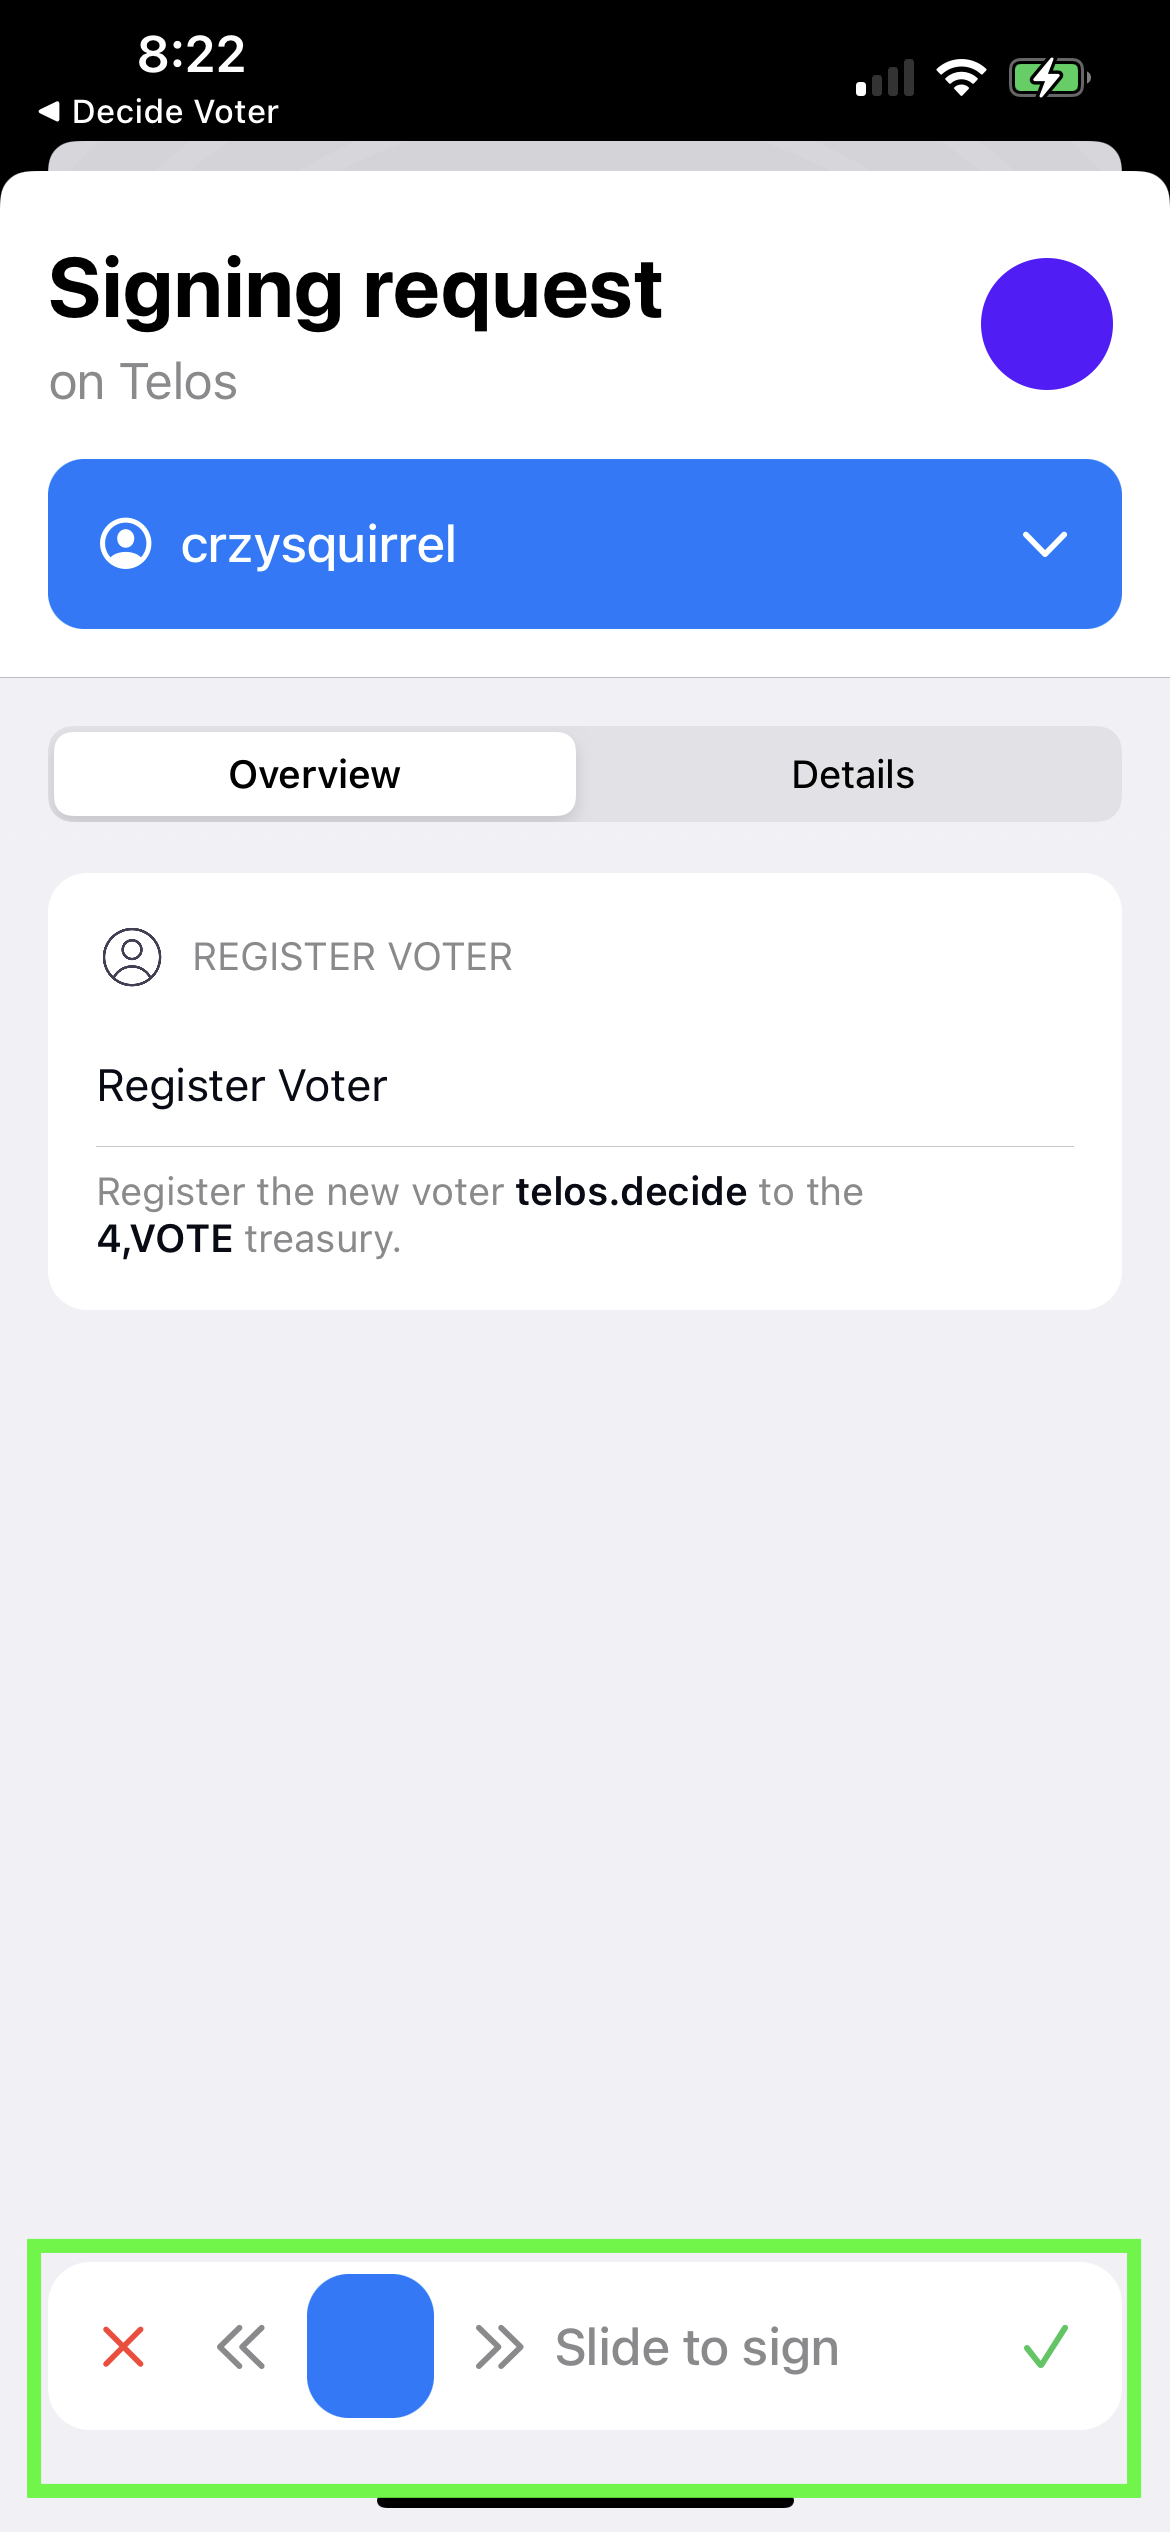 8:22
Decide Voter
Signing request
on Telos
crzysquirrel
Overview
Details
REGISTER VOTER
Register Voter
Register the new voter telos.decide to the
4,VOTE treasury.
Slide to sign